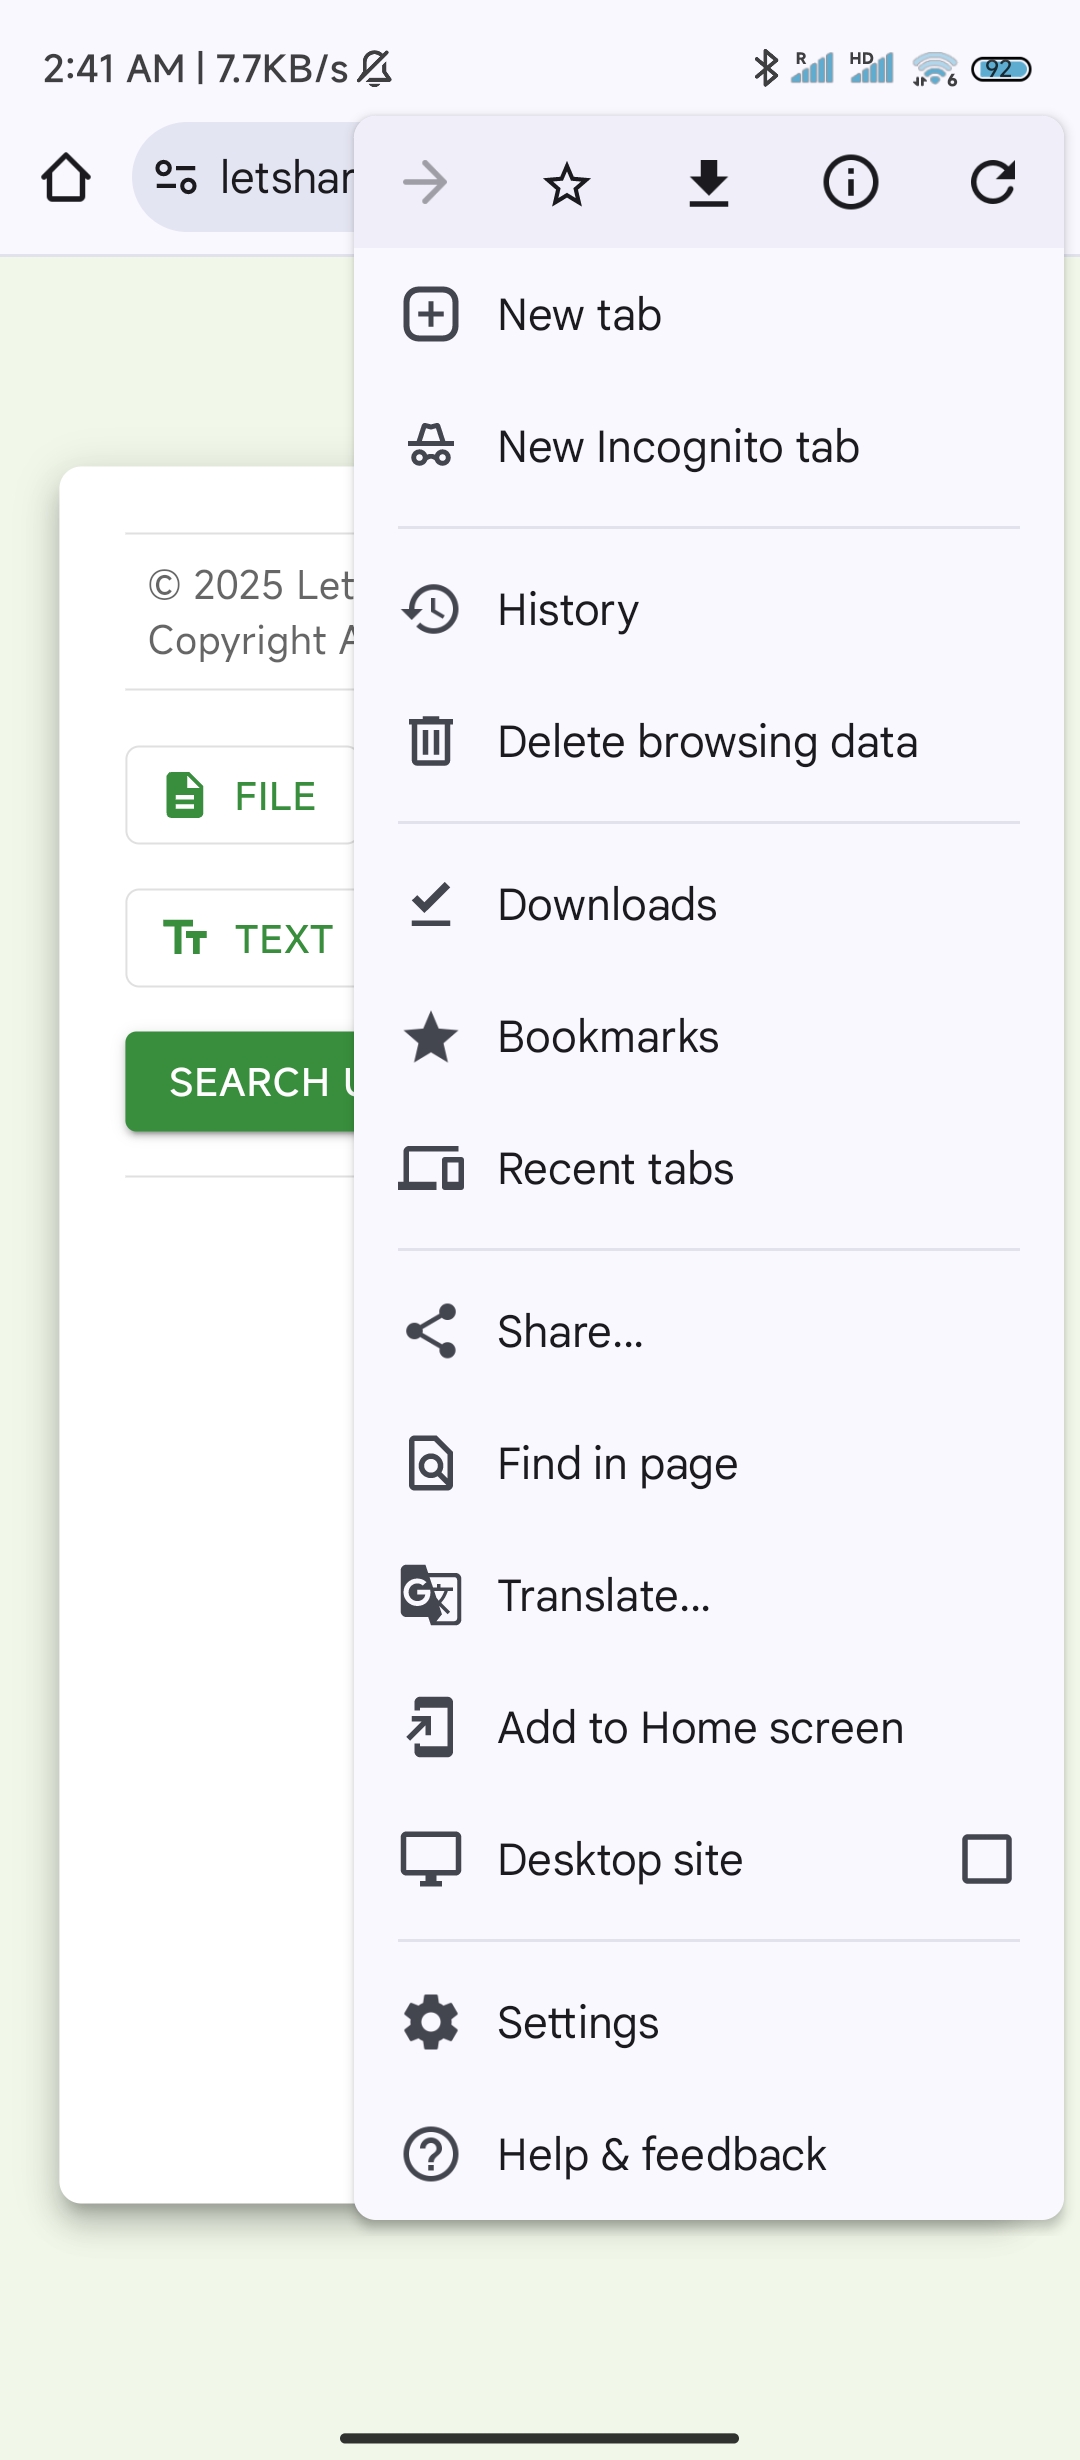 2:41 AM | 7.7KB/s R HD 6 92
letshar
New tab
New Incognito tab
© 2025 Let
Copyright
History
Delete browsing data
FILE
Downloads
TEXT
Bookmarks
SEARCH
Recent tabs
Share...
Find in page
Translate...
Add to Home screen
Desktop site
Settings
Help & feedback